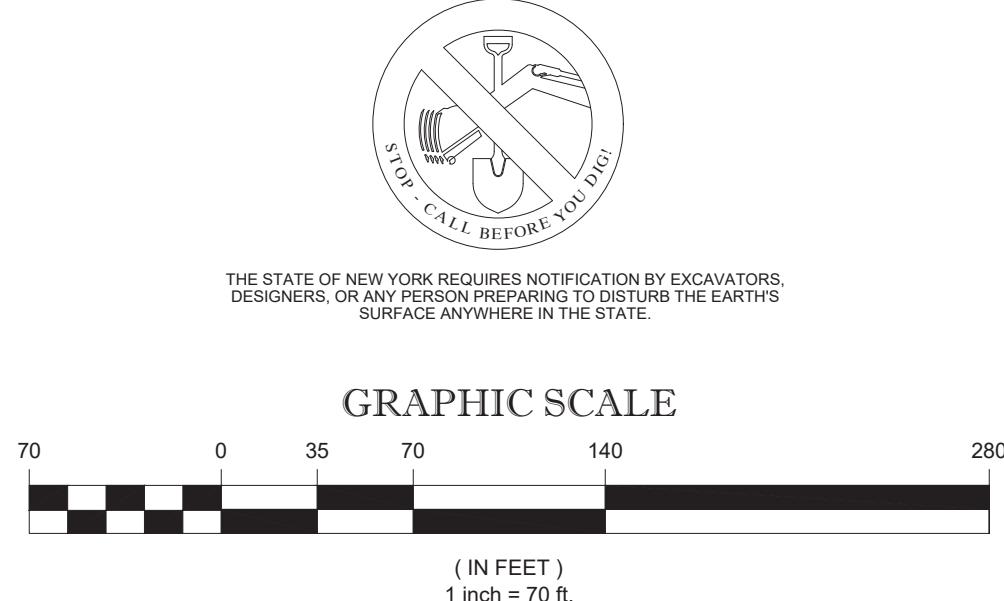 STOP - CALL BEFORE YOU DIG!
THE STATE OF NEW YORK REQUIRES NOTIFICATION BY EXCAVATORS,
DESIGNERS, OR ANY PERSON PREPARING TO DISTURB THE EARTH'S
SURFACE ANYWHERE IN THE STATE.
GRAPHIC SCALE
70 0 35 70 140 280
( IN FEET )
1 inch = 70 ft.